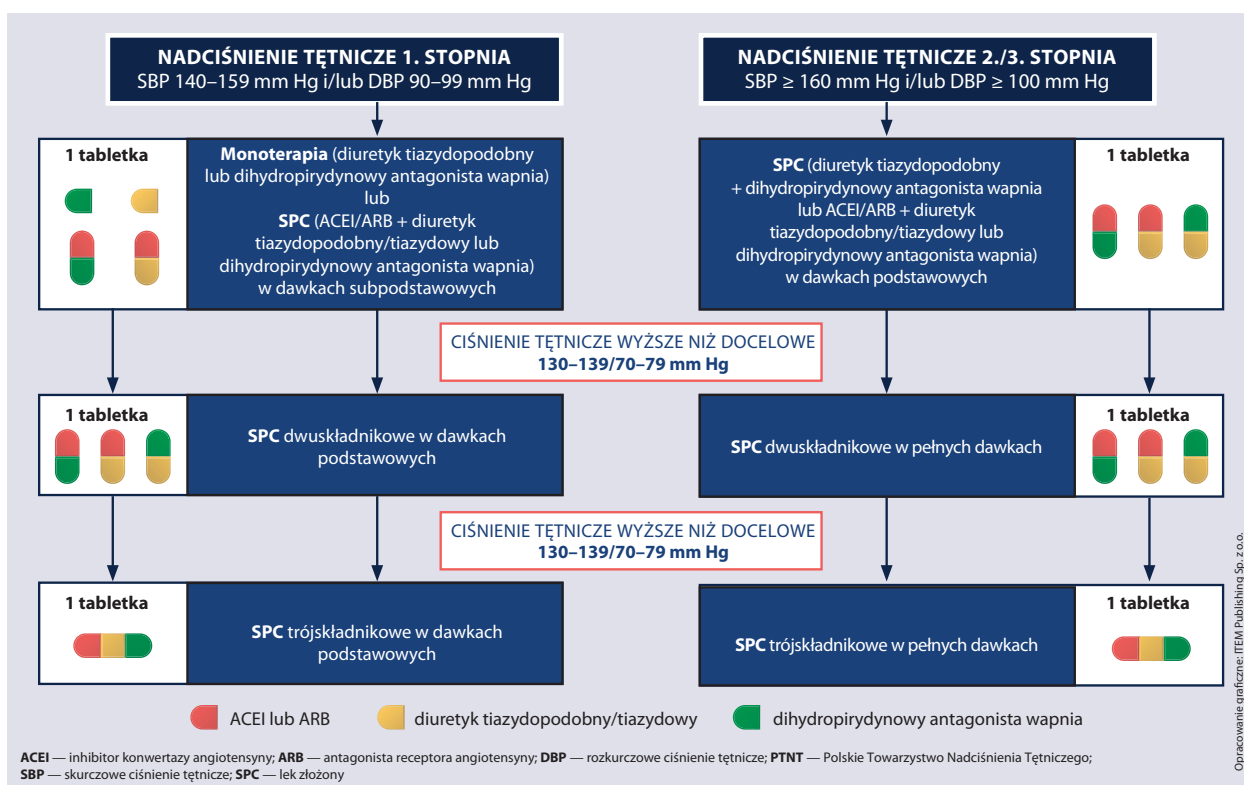 NADCIŚNIENIE TĘTNICZE 1. STOPNIA
SBP 140–159 mm Hg i/lub DBP 90–99 mm Hg
NADCIŚNIENIE TĘTNICZE 2./3. STOPNIA
SBP ≥ 160 mm Hg i/lub DBP ≥ 100 mm Hg
1 tabletka
Monoterapia (diuretyk tiazydopodobny
lub dihydropirydynowy antagonista wapnia)
lub
SPC (ACEI/ARB + diuretyk
tiazydopodobny/tiazydowy lub
dihydropirydynowy antagonista wapnia)
w dawkach subpodstawowych
SPC (diuretyk tiazydopodobny
+ dihydropirydynowy antagonista wapnia
lub ACEI/ARB + diuretyk
tiazydopodobny/tiazydowy lub
dihydropirydynowy antagonista wapnia)
w dawkach podstawowych
1 tabletka
CIŚNIENIE TĘTNICZE WYŻSZE NIŻ DOCELOWE
130–139/70–79 mm Hg
1 tabletka
SPC dwuskładnikowe w dawkach
podstawowych
SPC dwuskładnikowe w pełnych dawkach
1 tabletka
CIŚNIENIE TĘTNICZE WYŻSZE NIŻ DOCELOWE
130–139/70–79 mm Hg
1 tabletka
SPC trójskładnikowe w dawkach
podstawowych
SPC trójskładnikowe w pełnych dawkach
1 tabletka
ACEI lub ARB
diuretyk tiazydopodobny/tiazydowy
dihydropirydynowy antagonista wapnia
ACEI — inhibitor konwertazy angiotensyny; ARB — antagonista receptora angiotensyny; DBP — rozkurczowe ciśnienie tętnicze; PTNT — Polskie Towarzystwo Nadciśnienia Tętniczego;
SBP — skurczowe ciśnienie tętnicze; SPC — lek złożony
Opracowanie graficzne: ITEM Publishing Sp. z o.o.